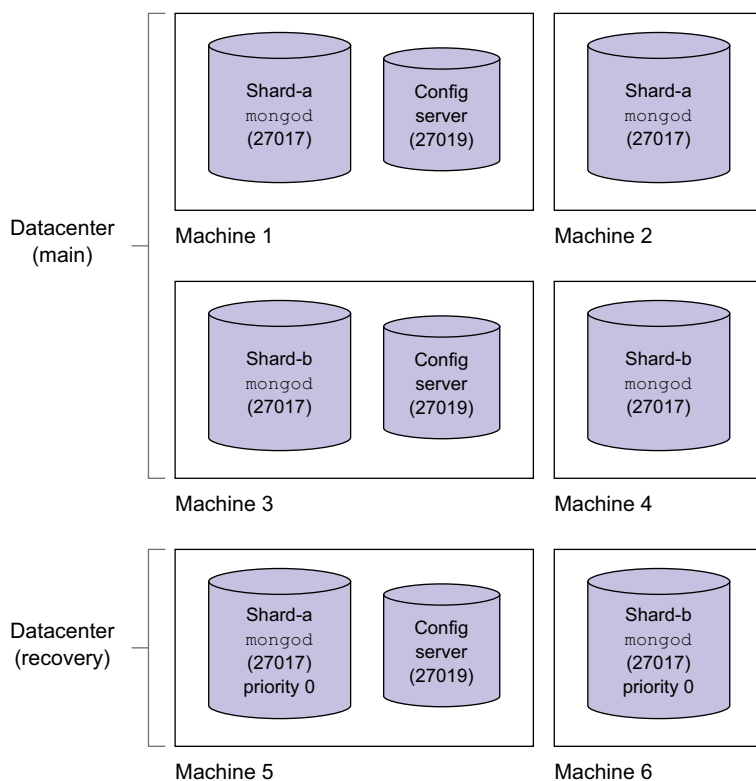 Shard-a
mongod
(27017)
Config
server
(27019)
Shard-a
mongod
(27017)
Machine 1
Machine 2
Datacenter
(main)
Shard-b
mongod
(27017)
Config
server
(27019)
Shard-b
mongod
(27017)
Machine 3
Machine 4
Datacenter
(recovery)
Shard-a
mongod
(27017)
priority 0
Config
server
(27019)
Shard-b
mongod
(27017)
priority 0
Machine 5
Machine 6